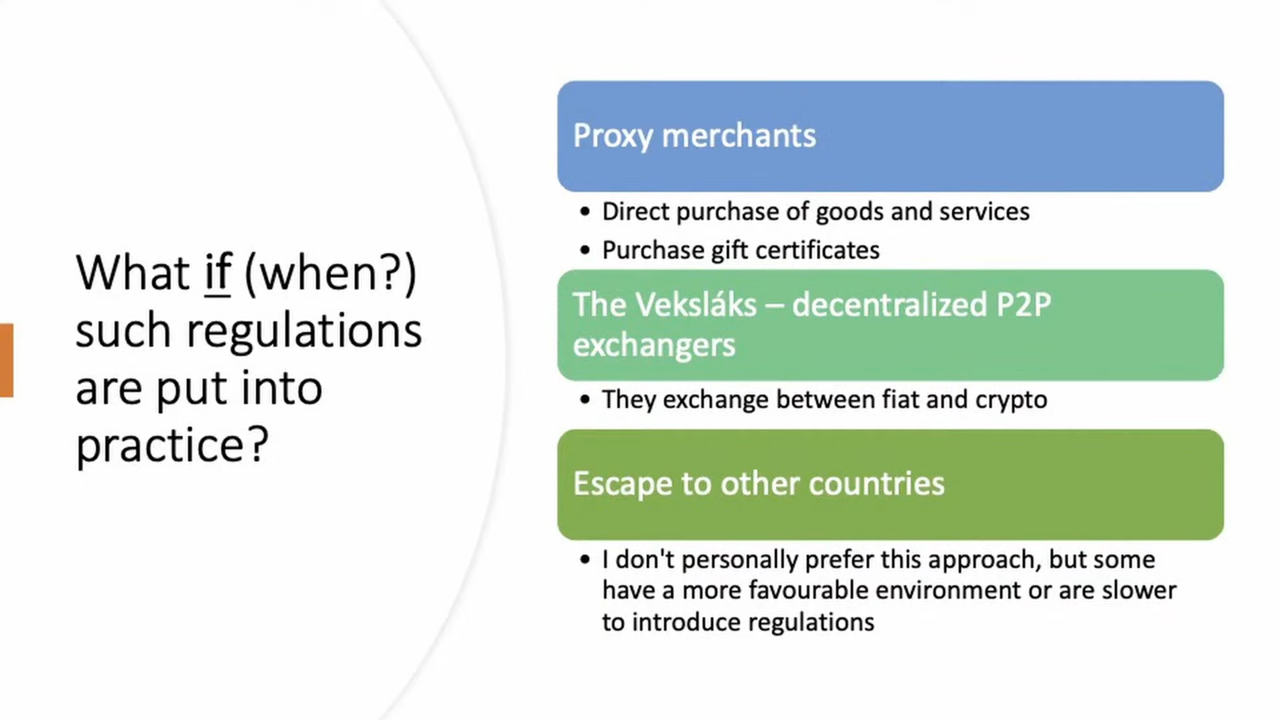 What if (when?)
such regulations
are put into
practice?
Proxy merchants
• Direct purchase of goods and services
• Purchase gift certificates
The Veksláks – decentralized P2P
exchangers
• They exchange between fiat and crypto
Escape to other countries
• I don't personally prefer this approach, but some
have a more favourable environment or are slower
to introduce regulations